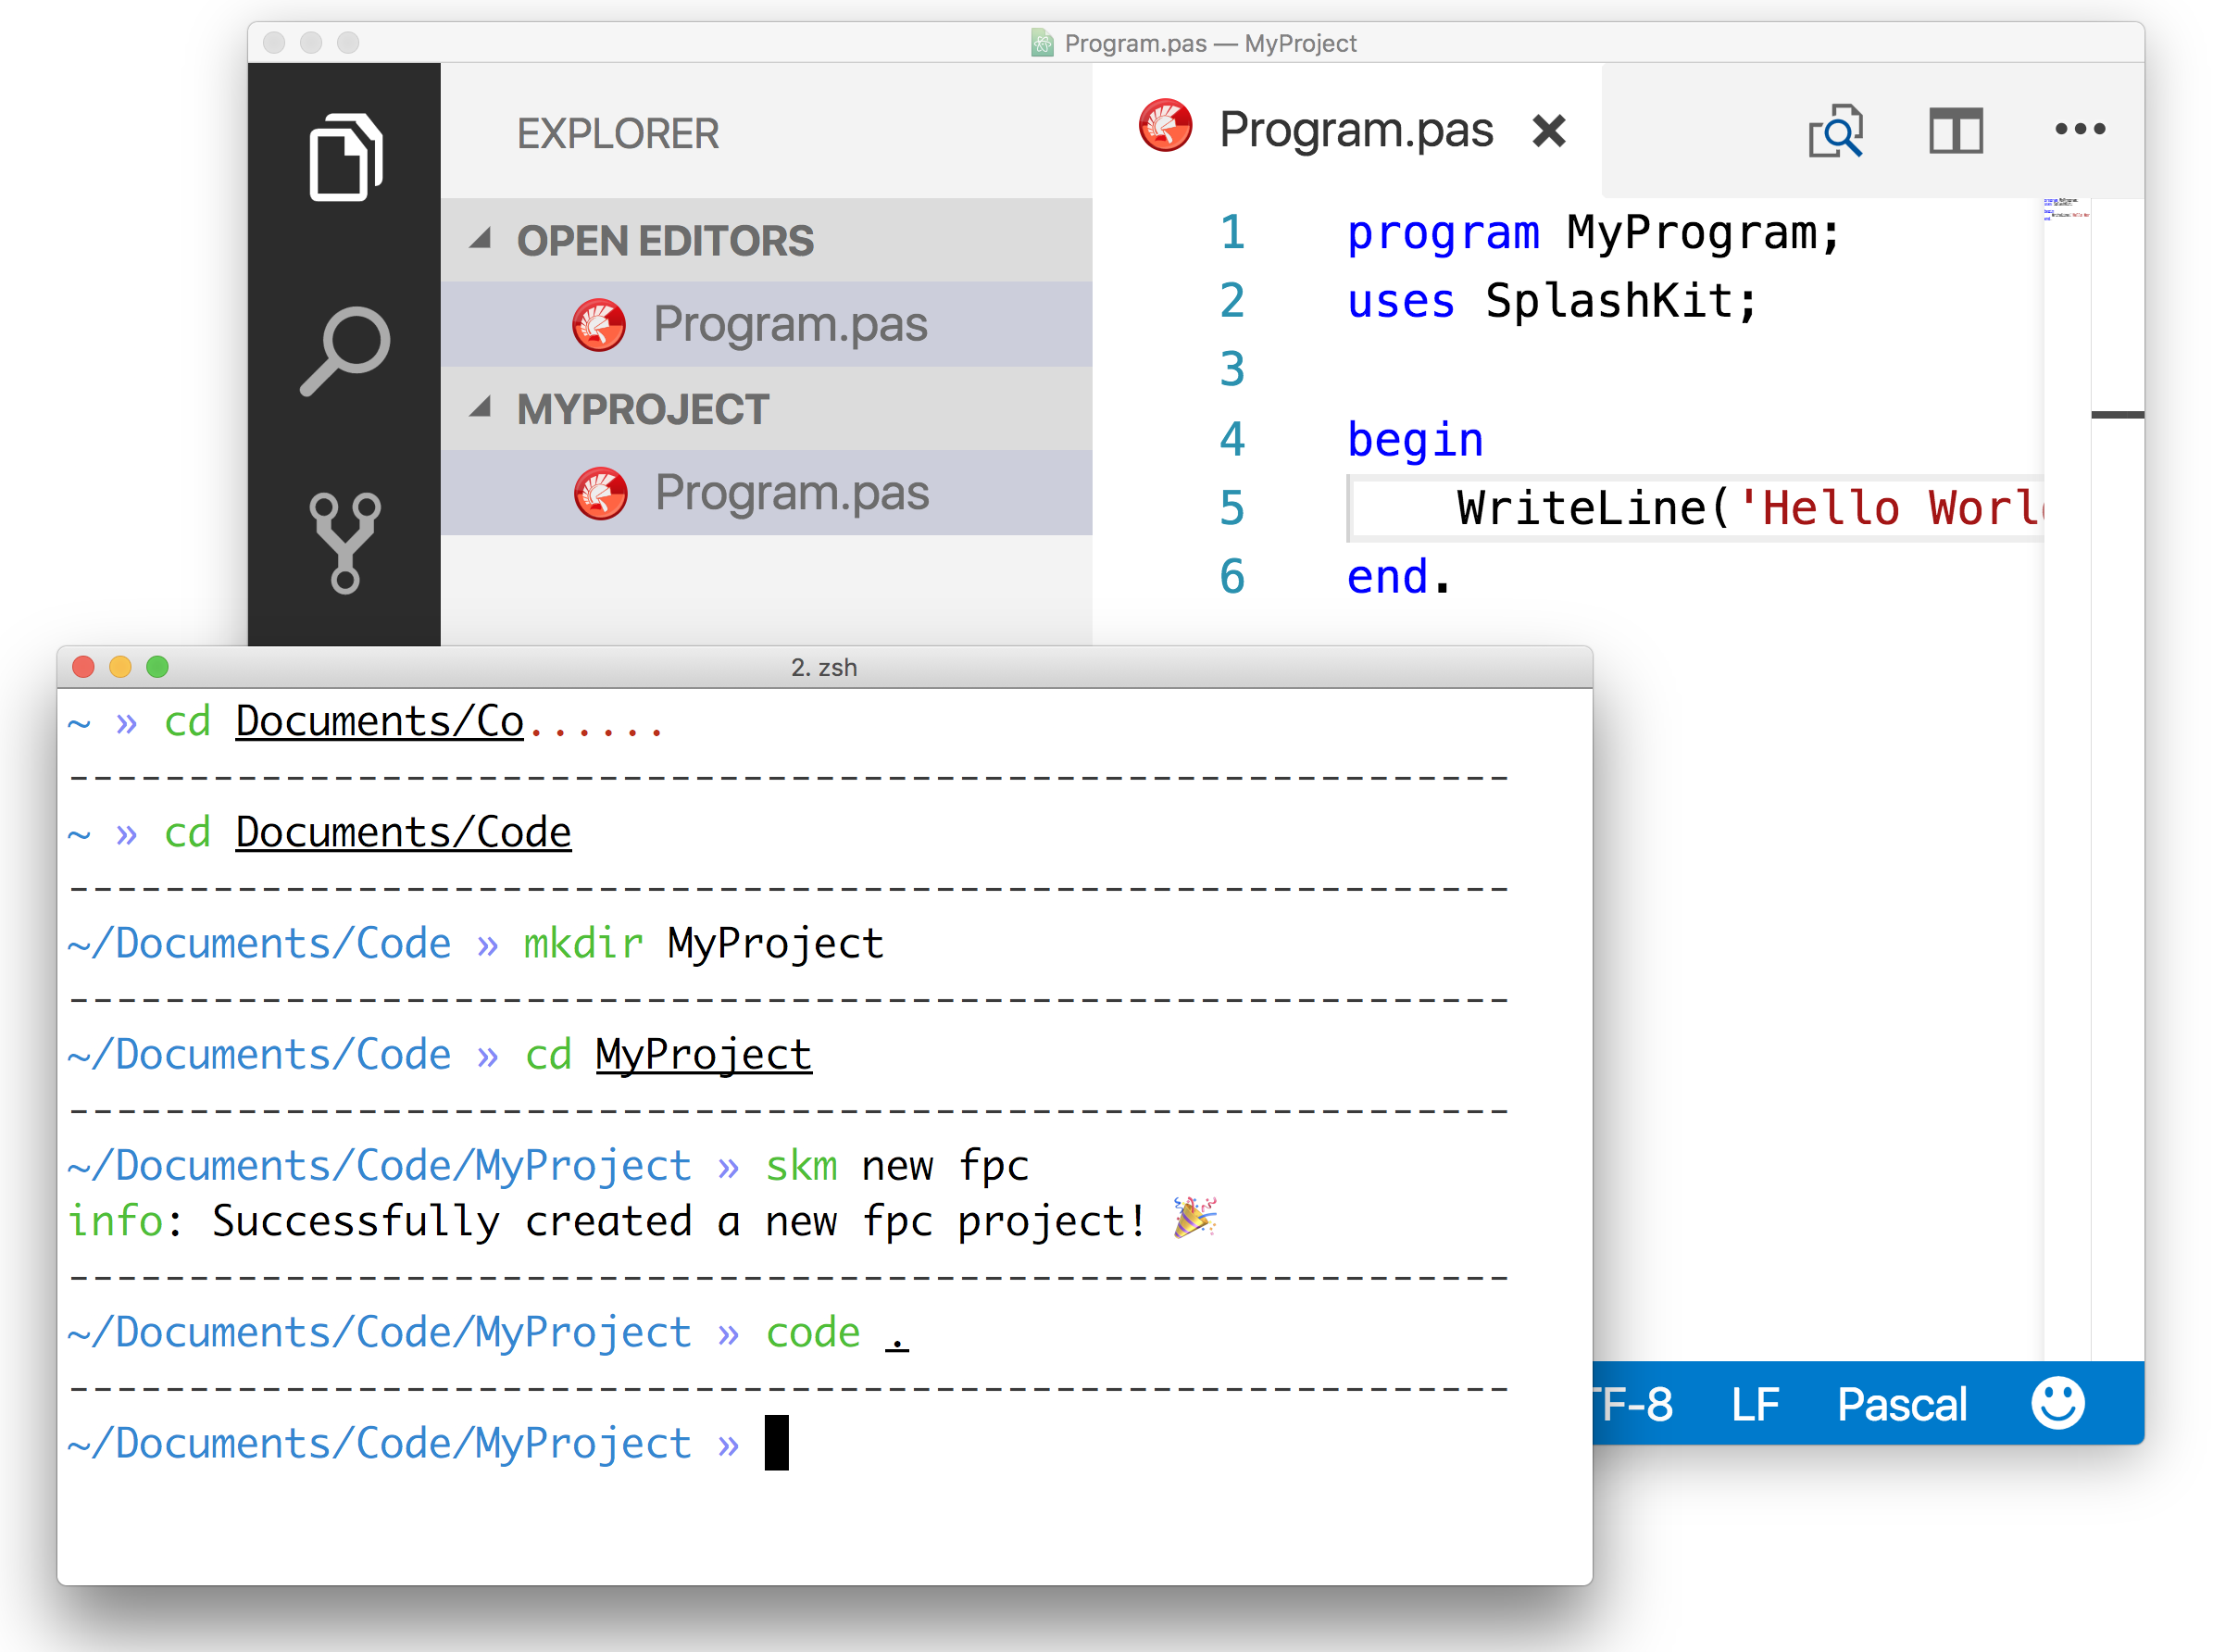 Program.pas — MyProject
EXPLORER
OPEN EDITORS
Program.pas
MYPROJECT
Program.pas
Program.pas
1 program MyProgram;
2 uses SplashKit;
3
4 begin
5 WriteLine('Hello Worl
6 end.
2. zsh
~ » cd Documents/Co......
------------------------------------------------------------
~ » cd Documents/Code
------------------------------------------------------------
~/Documents/Code » mkdir MyProject
------------------------------------------------------------
~/Documents/Code » cd MyProject
------------------------------------------------------------
~/Documents/Code/MyProject » skm new fpc
info: Successfully created a new fpc project! 🎉
------------------------------------------------------------
~/Documents/Code/MyProject » code .
------------------------------------------------------------
~/Documents/Code/MyProject »
TF-8 LF Pascal